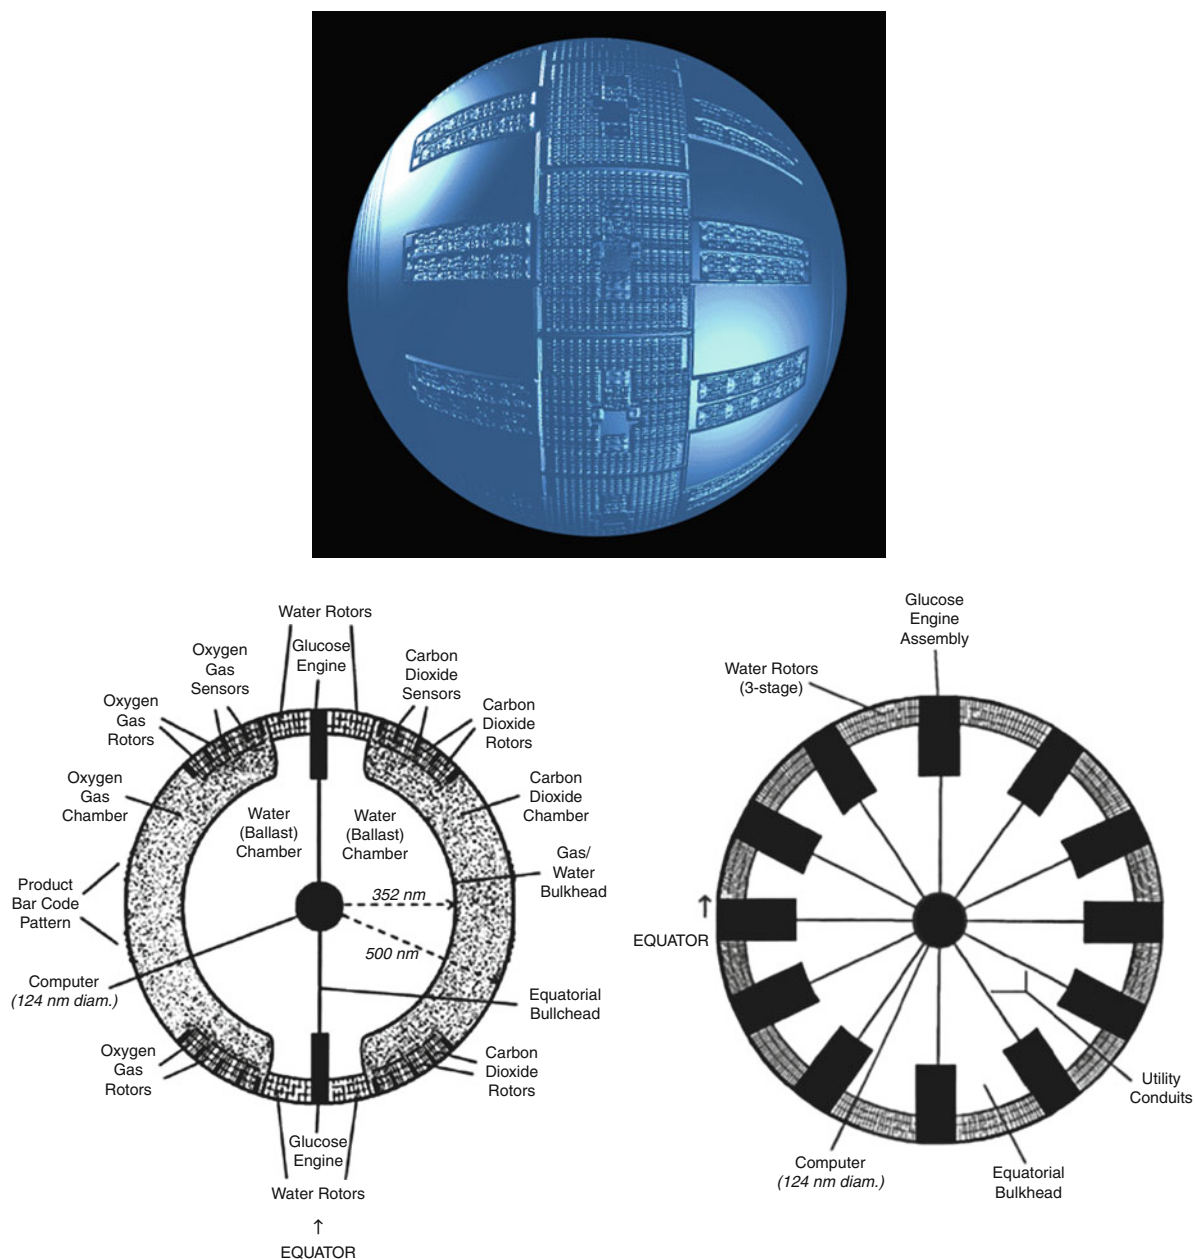 Water Rotors
Glucose
Engine
Oxygen
Gas
Sensors
Carbon
Dioxide
Sensors
Oxygen
Gas
Rotors
Carbon
Dioxide
Rotors
Oxygen
Gas
Chamber
Water
(Ballast)
Chamber
Water
(Ballast)
Chamber
Carbon
Dioxide
Chamber
Gas/
Water
Bulkhead
Product
Bar Code
Pattern
352 nm
500 nm
Computer
(124 nm diam.)
Equatorial
Bullchead
Oxygen
Gas
Rotors
Carbon
Dioxide
Rotors
Glucose
Engine
Water Rotors
↑
EQUATOR
Glucose
Engine
Assembly
Water Rotors
(3-stage)
↑
EQUATOR
Utility
Conduits
Computer
(124 nm diam.)
Equatorial
Bulkhead